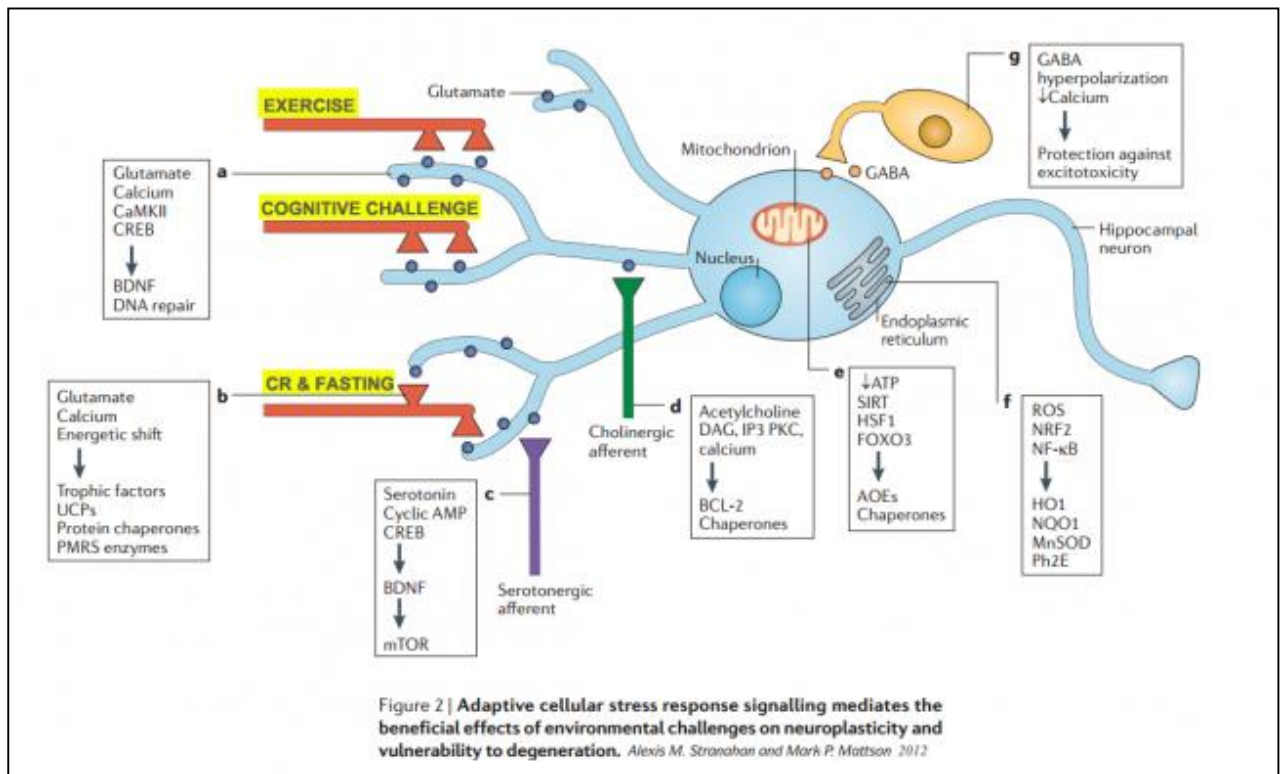 EXERCISE
Glutamate
g
GABA
hyperpolarization
↓Calcium
Protection against
excitotoxicity
Mitochondrion
GABA
a
Glutamate
Calcium
CaMKII
CREB
BDNF
DNA repair
COGNITIVE CHALLENGE
Nucleus
Hippocampal
neuron
Endoplasmic
reticulum
CR & FASTING
b
Glutamate
Calcium
Energetic shift
Trophic factors
UCPs
Protein chaperones
PMRS enzymes
Cholinergic
afferent
c
Serotonin
Cyclic AMP
CREB
BDNF
mTOR
Serotonergic
afferent
d
Acetylcholine
DAG, IP3 PKC,
calcium
BCL-2
Chaperones
e
↓ATP
SIRT
HSF1
FOXO3
AOEs
Chaperones
f
ROS
NRF2
NF-κB
HO1
NQO1
MnSOD
Ph2E
Figure 2 | Adaptive cellular stress response signalling mediates the
beneficial effects of environmental challenges on neuroplasticity and
vulnerability to degeneration. Alexis M. Stranahan and Mark P. Mattson 2012